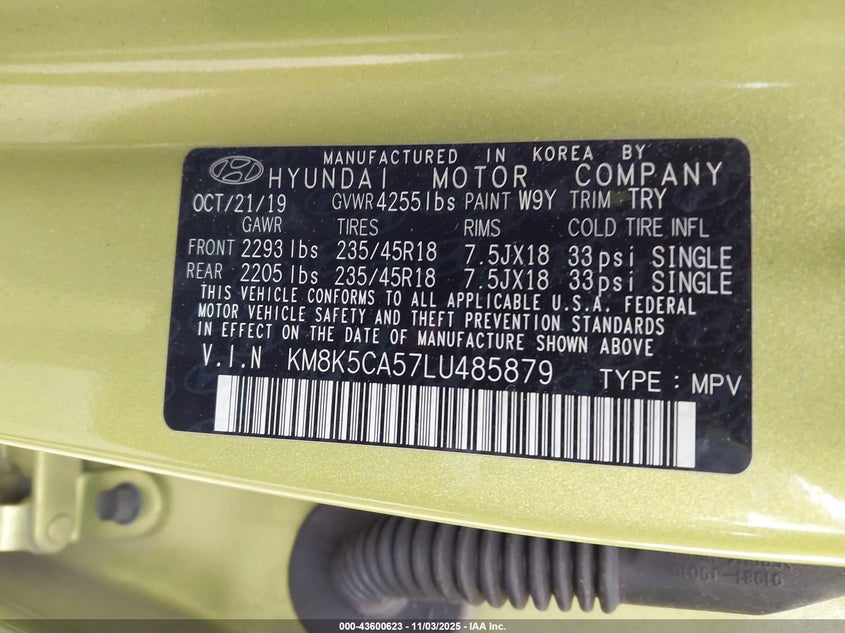 MANUFACTURED IN KOREA BY
HYUNDAI MOTOR COMPANY
OCT/21/19 GVWR 4255lbs PAINT W9Y TRIM TRY
GAWR TIRES RIMS COLD TIRE INFL
FRONT 2293 lbs 235/45R18 7.5JX18 33psi SINGLE
REAR 2205 lbs 235/45R18 7.5JX18 33psi SINGLE
THIS VEHICLE CONFORMS TO ALL APPLICABLE U.S.A. FEDERAL
MOTOR VEHICLE SAFETY AND THEFT PREVENTION STANDARDS
IN EFFECT ON THE DATE OF MANUFACTURE SHOWN ABOVE
V.I.N KM8K5CA57LU485879 TYPE : MPV
000-43600623 - 11/03/2025 - IAA Inc.